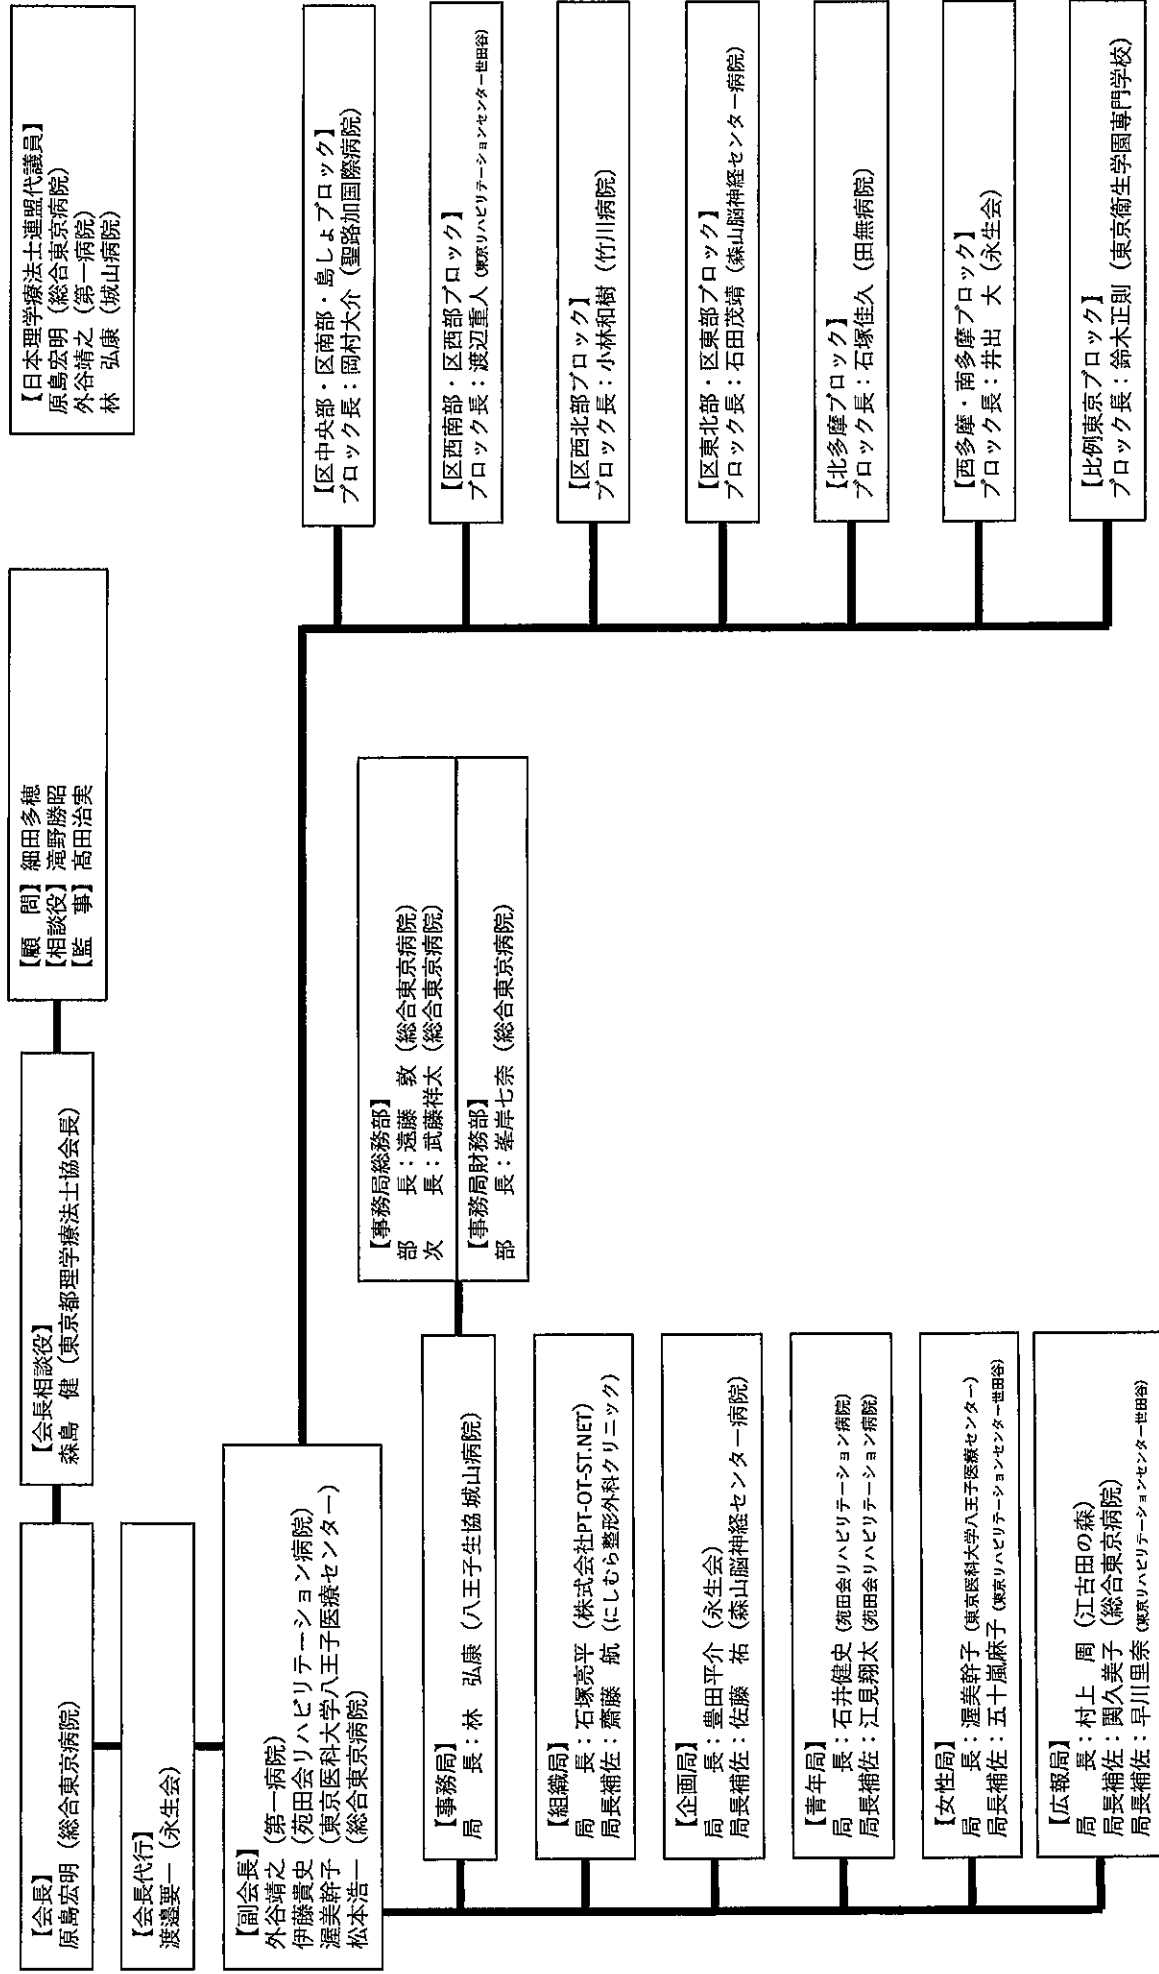 【会長】
原島宏明（総合東京病院）
【会長相談役】
森島　健（東京都理学療法士協会長）
【顧　問】細田多穂
【相談役】滝野勝昭
【監　事】髙田治実
【日本理学療法士連盟代議員】
原島宏明（総合東京病院）
外谷靖之（第一病院）
林　弘康（城山病院）
【会長代行】
渡邉要一（永生会）
【副会長】
外谷靖之（第一病院）
伊藤貴史（苑田会リハビリテーション病院）
渥美幹子（東京医科大学八王子医療センター）
松本浩一（総合東京病院）
【事務局】
局　　長：林　弘康（八王子生協 城山病院）
【事務局総務部】
部　　長：遠藤　敦（総合東京病院）
次　　長：武藤祥太（総合東京病院）
【事務局財務部】
部　　長：峯岸七奈（総合東京病院）
【組織局】
局　　長：石塚亮平（株式会社PT-OT-ST.NET）
局長補佐：齋藤　航（にしむら整形外科クリニック）
【企画局】
局　　長：豊田平介（永生会）
局長補佐：佐藤　祐（森山脳神経センター病院）
【青年局】
局　　長：石井健史（苑田会リハビリテーション病院）
局長補佐：江見翔太（苑田会リハビリテーション病院）
【女性局】
局　　長：渥美幹子（東京医科大学八王子医療センター）
局長補佐：五十嵐麻子（東京リハビリテーションセンター世田谷）
【広報局】
局　　長：村上　周（江古田の森）
局長補佐：関久美子（総合東京病院）
局長補佐：早川里奈（東京リハビリテーションセンター世田谷）
【区中央部・区南部・島しょブロック】
ブロック長：岡村大介（聖路加国際病院）
【区西南部・区西部ブロック】
ブロック長：渡辺重人（東京リハビリテーションセンター世田谷）
【区西北部ブロック】
ブロック長：小林和樹（竹川病院）
【区東北部・区東部ブロック】
ブロック長：石田茂靖（森山脳神経センター病院）
【北多摩ブロック】
ブロック長：石塚佳久（田無病院）
【西多摩・南多摩ブロック】
ブロック長：井出　大（永生会）
【比例東京ブロック】
ブロック長：鈴木正則（東京衛生学園専門学校）